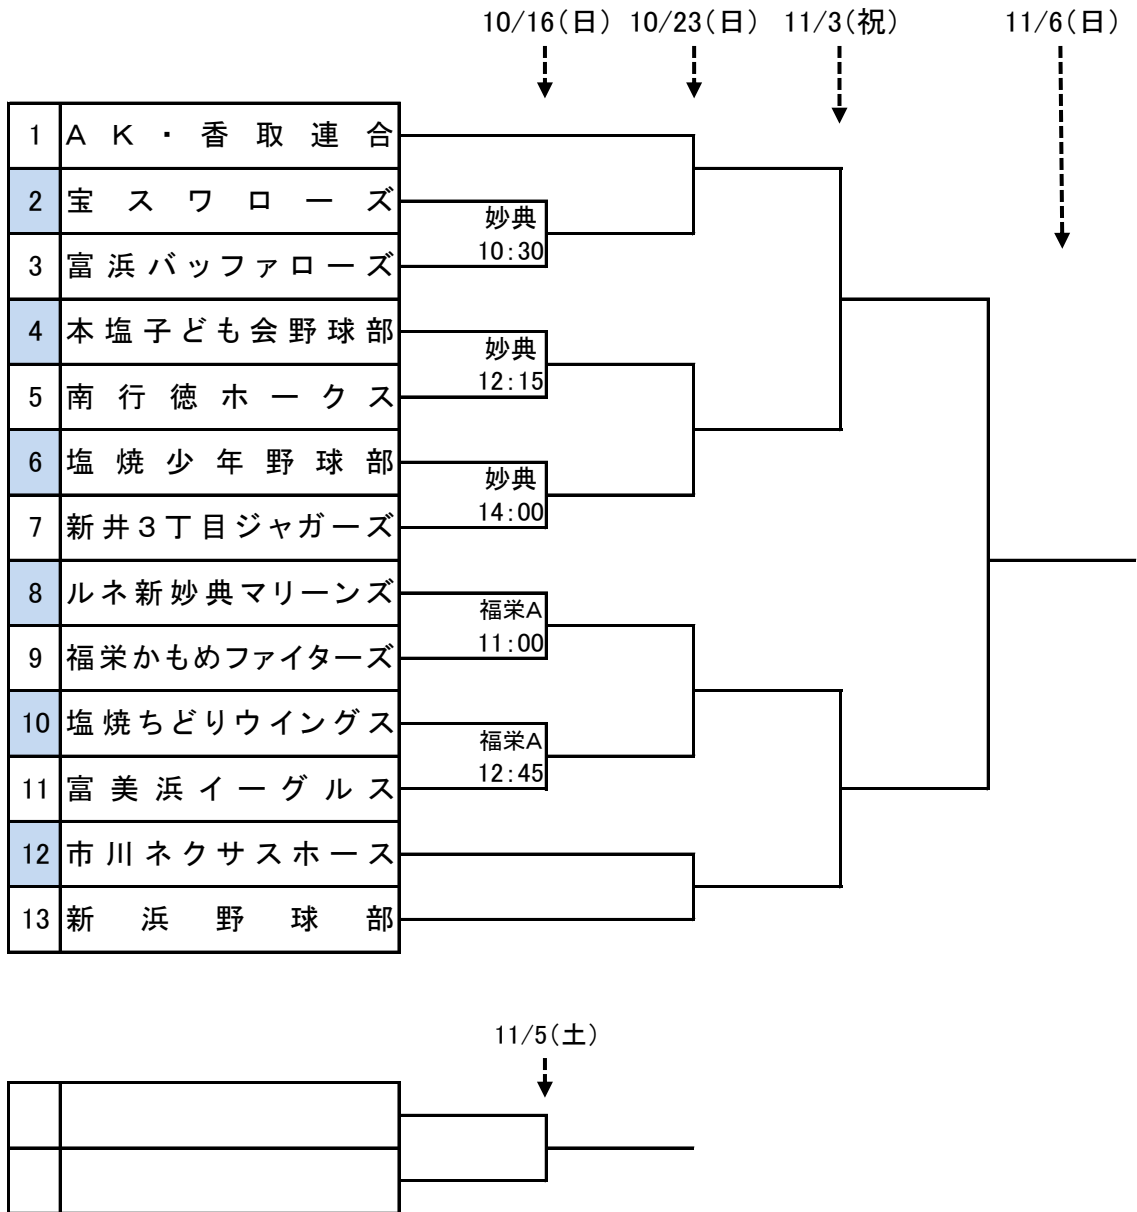 10/16(日) 10/23(日) 11/3(祝) 11/6(日)
1 AK・香取連合
2 宝スワローズ
妙典
10:30
3 富浜バッファローズ
4 本塩子ども会野球部
妙典
12:15
5 南行徳ホークス
6 塩焼少年野球部
妙典
14:00
7 新井3丁目ジャガーズ
8 ルネ新妙典マリーンズ
福栄A
11:00
9 福栄かもめファイターズ
10 塩焼ちどりウイングス
福栄A
12:45
11 富美浜イーグルス
12 市川ネクサスホース
13 新浜野球部
11/5(土)